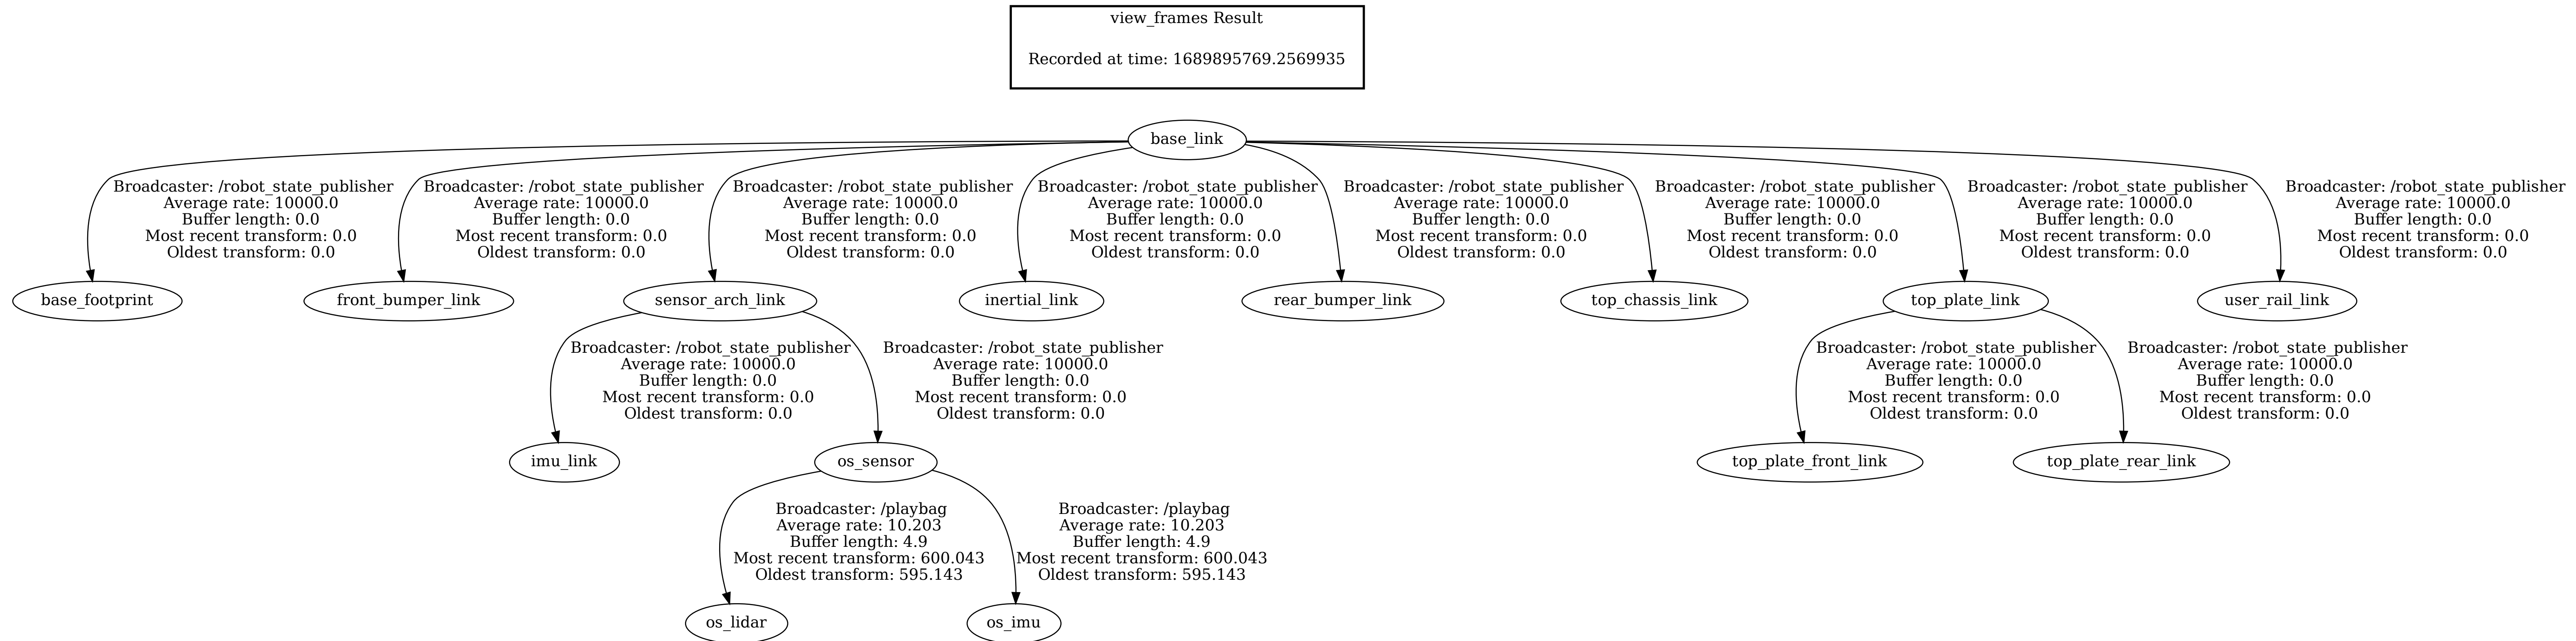 view_frames Result
Recorded at time: 1689895769.2569935
base_link
Broadcaster: /robot_state_publisher
Average rate: 10000.0
Buffer length: 0.0
Most recent transform: 0.0
Oldest transform: 0.0
Broadcaster: /robot_state_publisher
Average rate: 10000.0
Buffer length: 0.0
Most recent transform: 0.0
Oldest transform: 0.0
Broadcaster: /robot_state_publisher
Average rate: 10000.0
Buffer length: 0.0
Most recent transform: 0.0
Oldest transform: 0.0
Broadcaster: /robot_state_publisher
Average rate: 10000.0
Buffer length: 0.0
Most recent transform: 0.0
Oldest transform: 0.0
Broadcaster: /robot_state_publisher
Average rate: 10000.0
Buffer length: 0.0
Most recent transform: 0.0
Oldest transform: 0.0
Broadcaster: /robot_state_publisher
Average rate: 10000.0
Buffer length: 0.0
Most recent transform: 0.0
Oldest transform: 0.0
Broadcaster: /robot_state_publisher
Average rate: 10000.0
Buffer length: 0.0
Most recent transform: 0.0
Oldest transform: 0.0
Broadcaster: /robot_state_publisher
Average rate: 10000.0
Buffer length: 0.0
Most recent transform: 0.0
Oldest transform: 0.0
base_footprint
front_bumper_link
sensor_arch_link
inertial_link
rear_bumper_link
top_chassis_link
top_plate_link
user_rail_link
Broadcaster: /robot_state_publisher
Average rate: 10000.0
Buffer length: 0.0
Most recent transform: 0.0
Oldest transform: 0.0
Broadcaster: /robot_state_publisher
Average rate: 10000.0
Buffer length: 0.0
Most recent transform: 0.0
Oldest transform: 0.0
Broadcaster: /robot_state_publisher
Average rate: 10000.0
Buffer length: 0.0
Most recent transform: 0.0
Oldest transform: 0.0
Broadcaster: /robot_state_publisher
Average rate: 10000.0
Buffer length: 0.0
Most recent transform: 0.0
Oldest transform: 0.0
imu_link
os_sensor
top_plate_front_link
top_plate_rear_link
Broadcaster: /playbag
Average rate: 10.203
Buffer length: 4.9
Most recent transform: 600.043
Oldest transform: 595.143
Broadcaster: /playbag
Average rate: 10.203
Buffer length: 4.9
Most recent transform: 600.043
Oldest transform: 595.143
os_lidar
os_imu